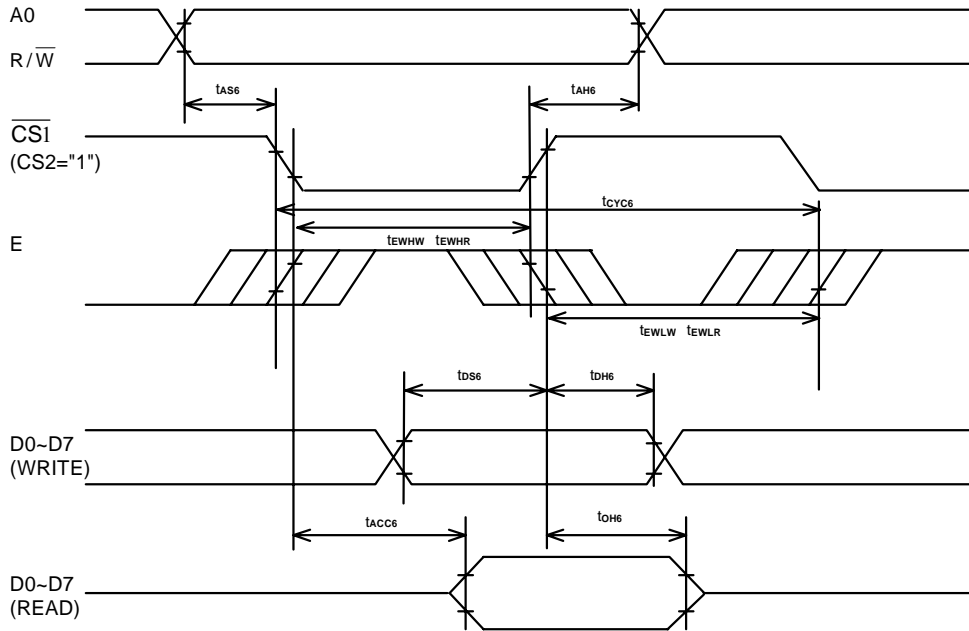 A0
R/W̅
tAS6
tAH6
C̅S̅1̅
(CS2="1")
tCYC6
tEWHW tEWHR
E
tEWLW tEWLR
tDS6
tDH6
D0~D7
(WRITE)
tACC6
tOH6
D0~D7
(READ)